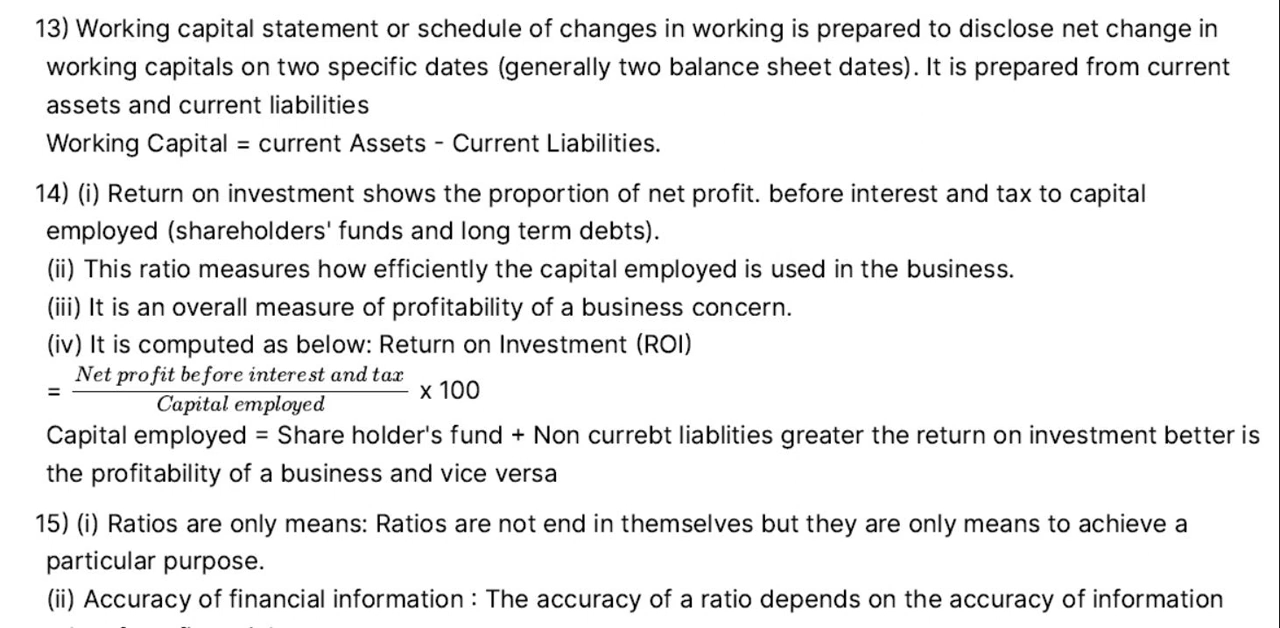 13) Working capital statement or schedule of changes in working is prepared to disclose net change in
working capitals on two specific dates (generally two balance sheet dates). It is prepared from current
assets and current liabilities
Working Capital = current Assets - Current Liabilities.
14) (i) Return on investment shows the proportion of net profit. before interest and tax to capital
employed (shareholders' funds and long term debts).
(ii) This ratio measures how efficiently the capital employed is used in the business.
(iii) It is an overall measure of profitability of a business concern.
(iv) It is computed as below: Return on Investment (ROI)
Net profit before interest and tax
= x 100
Capital employed
Capital employed = Share holder's fund + Non currebt liablities greater the return on investment better is
the profitability of a business and vice versa
15) (i) Ratios are only means: Ratios are not end in themselves but they are only means to achieve a
particular purpose.
(ii) Accuracy of financial information : The accuracy of a ratio depends on the accuracy of information